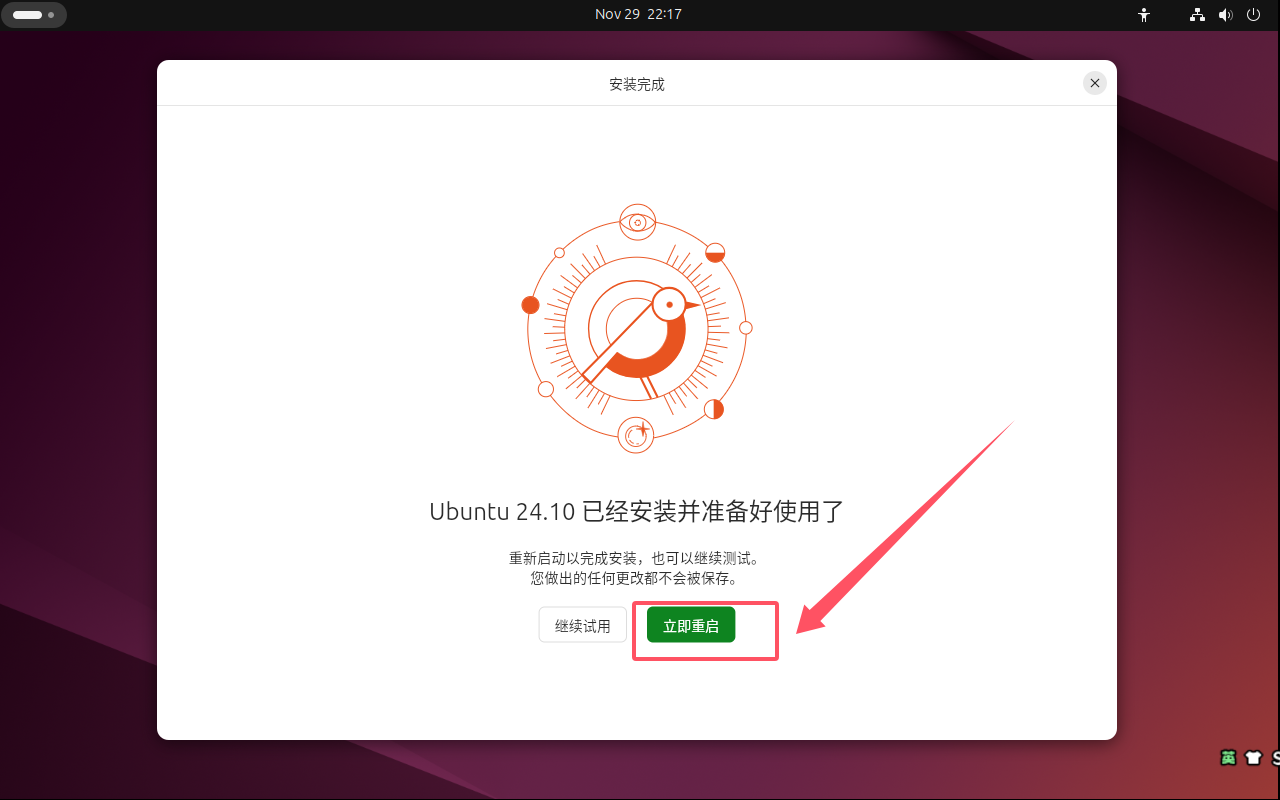 Nov 29 22:17
安装完成
Ubuntu 24.10 已经安装并准备好使用了
重新启动以完成安装，也可以继续测试。
您做出的任何更改都不会被保存。
继续试用 立即重启
英
S